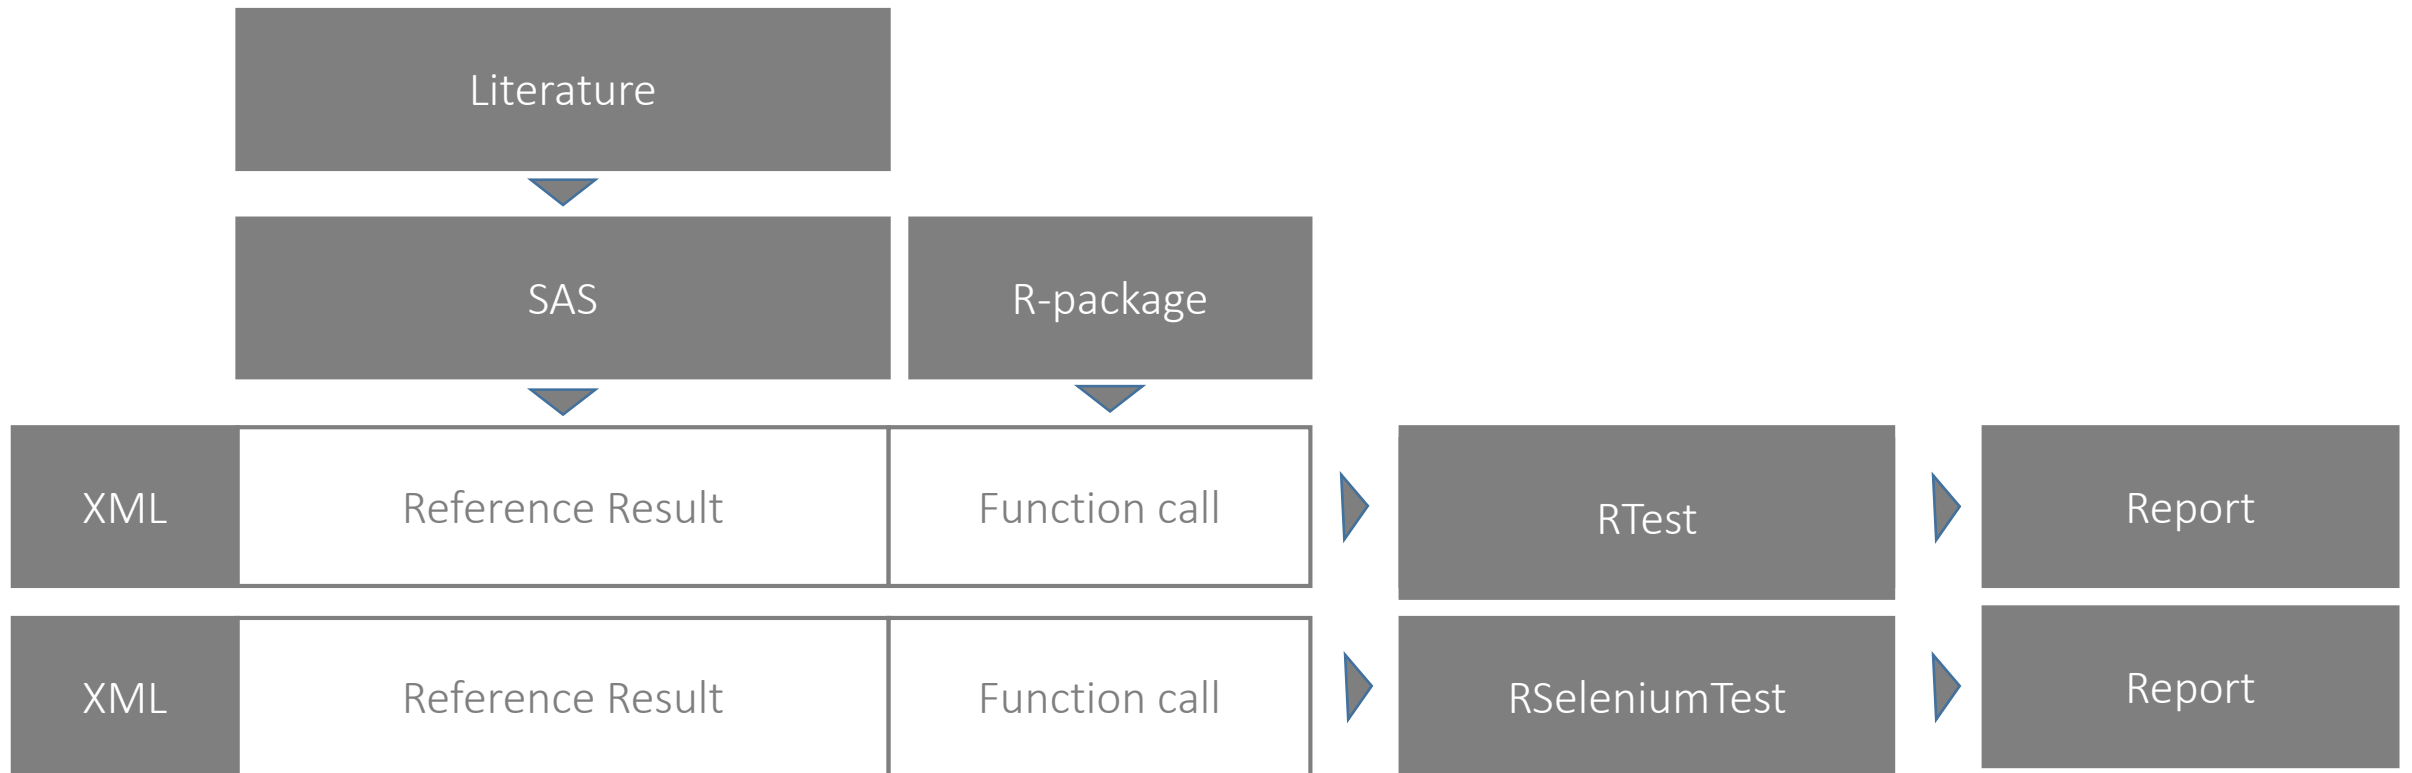 Literature
SAS
R-package
XML
Reference Result
Function call
RTest
Report
XML
Reference Result
Function call
RSeleniumTest
Report